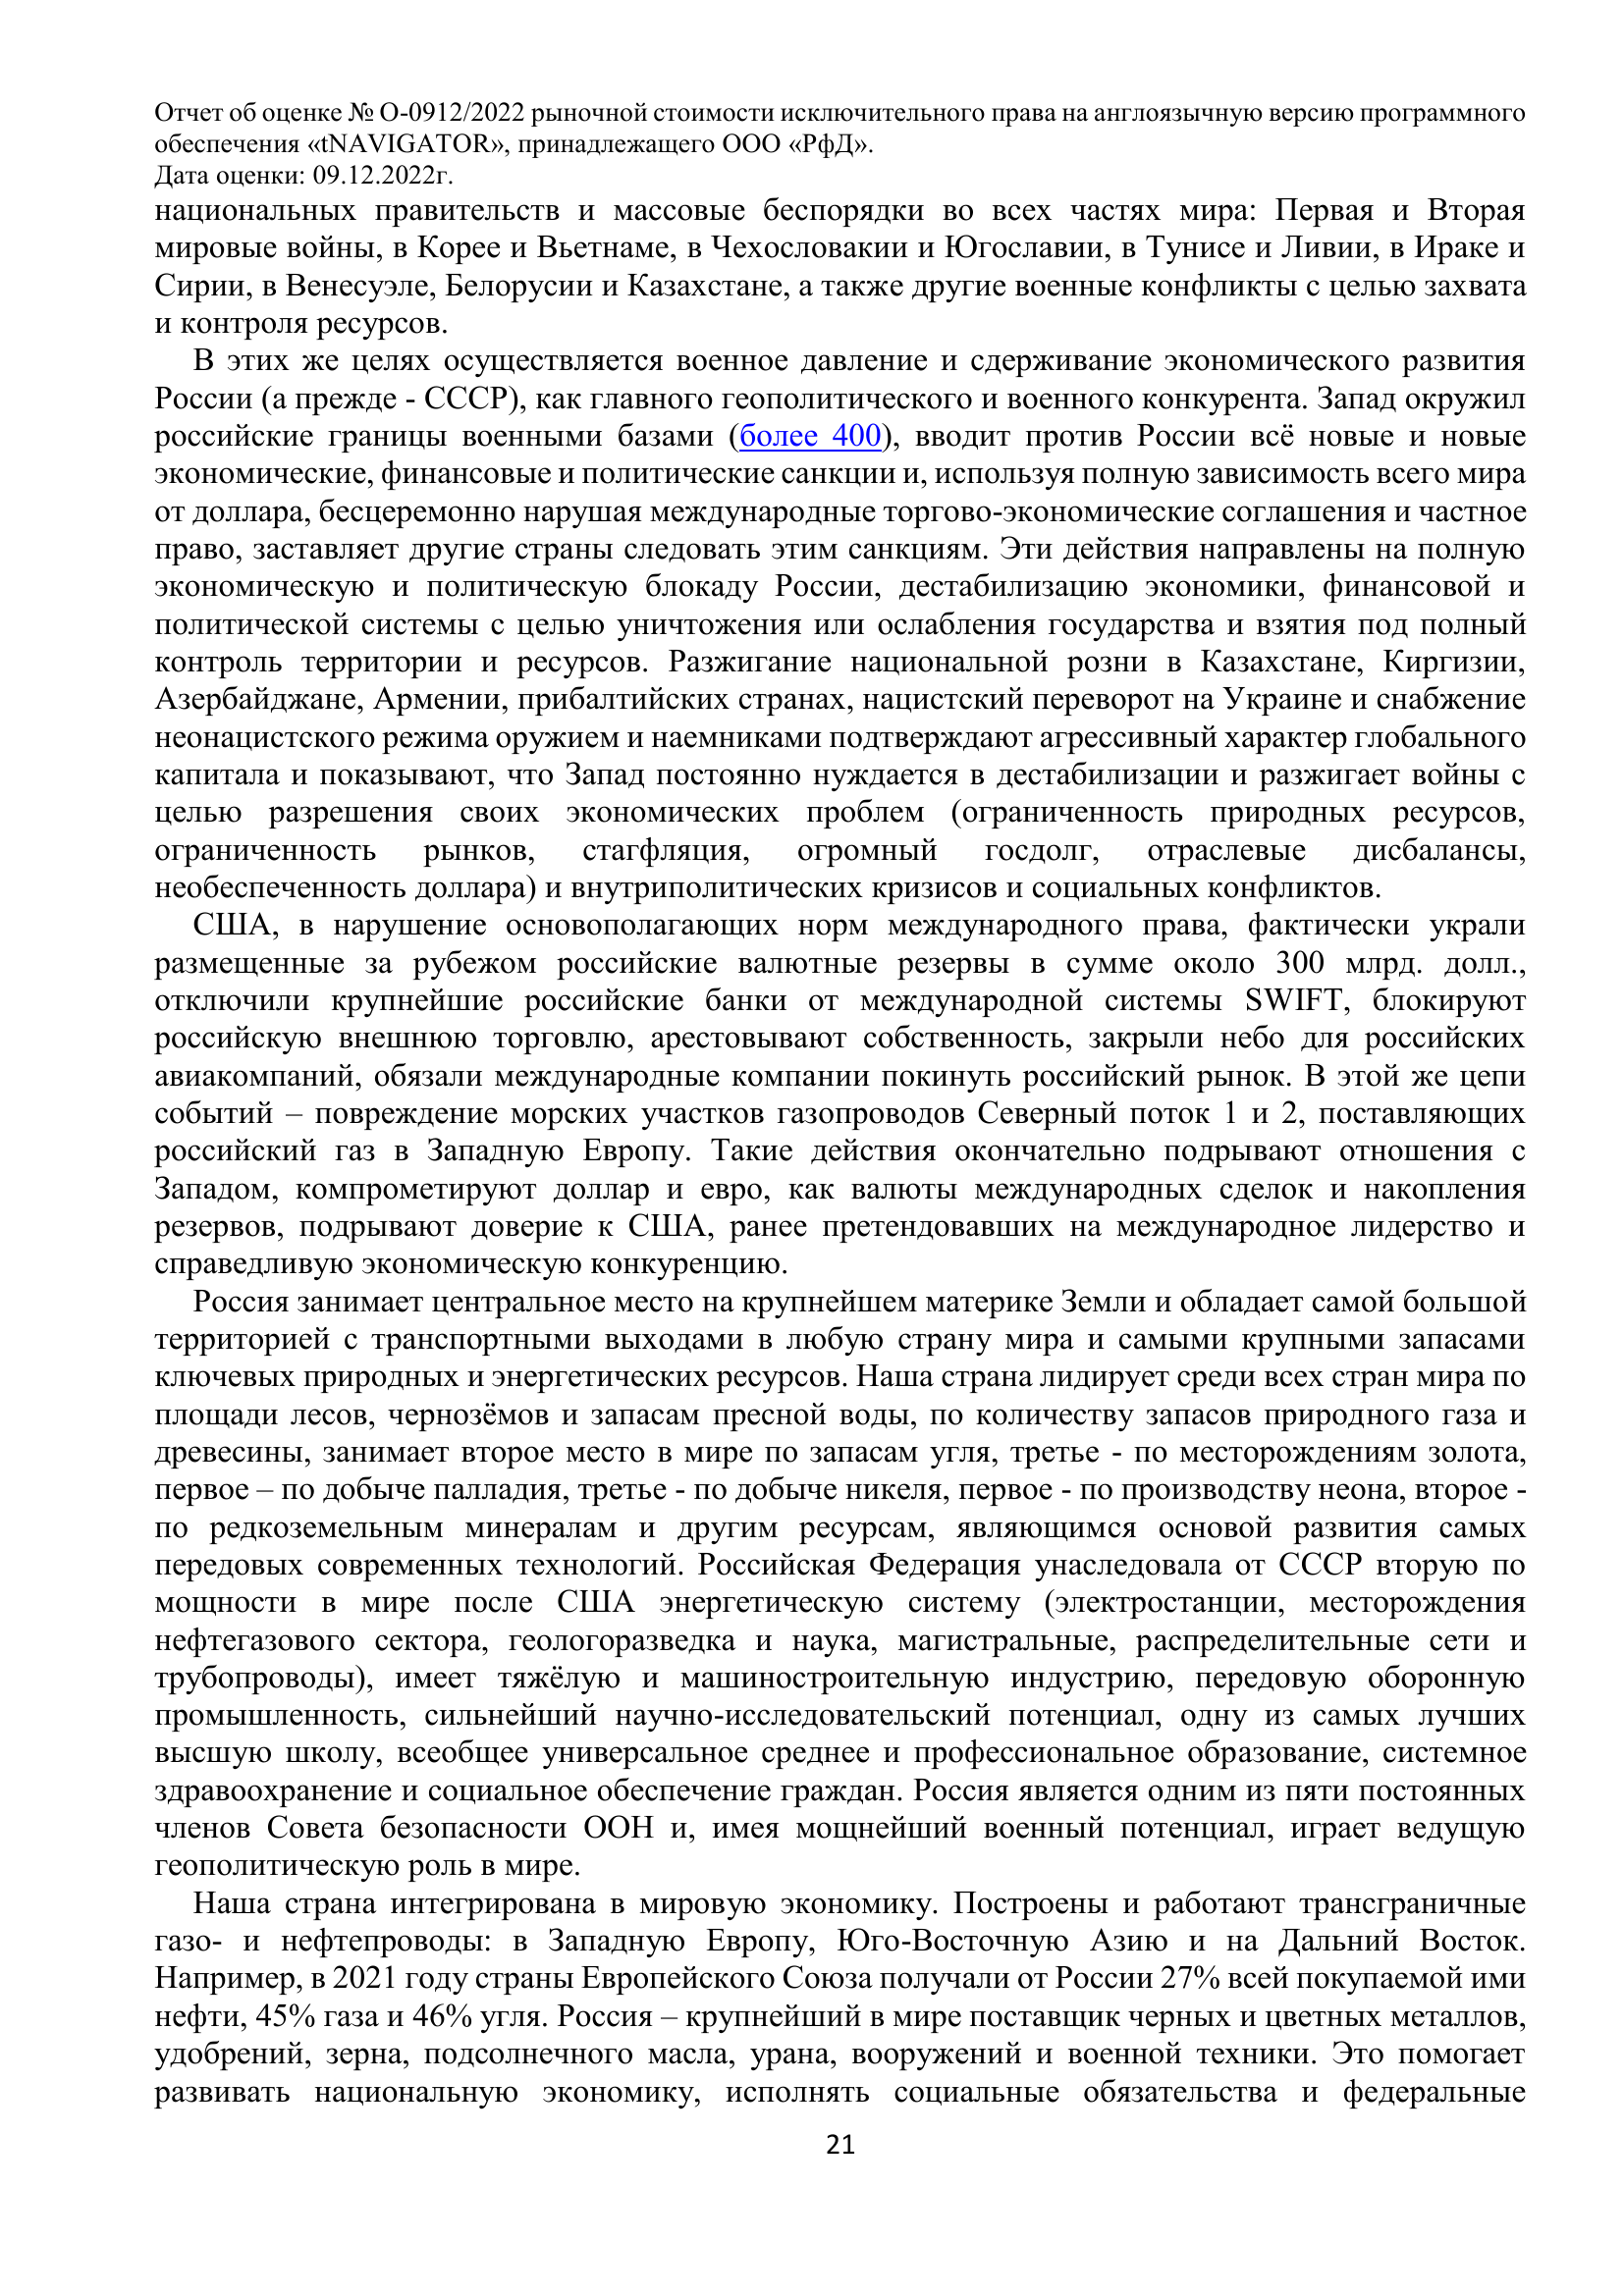 Отчет об оценке № О-0912/2022 рыночной стоимости исключительного права на англоязычную версию программного
обеспечения «tNAVIGATOR», принадлежащего ООО «РфД».
Дата оценки: 09.12.2022г.
национальных правительств и массовые беспорядки во всех частях мира: Первая и Вторая
мировые войны, в Корее и Вьетнаме, в Чехословакии и Югославии, в Тунисе и Ливии, в Ираке и
Сирии, в Венесуэле, Белорусии и Казахстане, а также другие военные конфликты с целью захвата
и контроля ресурсов.
В этих же целях осуществляется военное давление и сдерживание экономического развития
России (а прежде - СССР), как главного геополитического и военного конкурента. Запад окружил
российские границы военными базами (более 400), вводит против России всё новые и новые
экономические, финансовые и политические санкции и, используя полную зависимость всего мира
от доллара, бесцеремонно нарушая международные торгово-экономические соглашения и частное
право, заставляет другие страны следовать этим санкциям. Эти действия направлены на полную
экономическую и политическую блокаду России, дестабилизацию экономики, финансовой и
политической системы с целью уничтожения или ослабления государства и взятия под полный
контроль территории и ресурсов. Разжигание национальной розни в Казахстане, Киргизии,
Азербайджане, Армении, прибалтийских странах, нацистский переворот на Украине и снабжение
неонацистского режима оружием и наемниками подтверждают агрессивный характер глобального
капитала и показывают, что Запад постоянно нуждается в дестабилизации и разжигает войны с
целью разрешения своих экономических проблем (ограниченность природных ресурсов,
ограниченность рынков, стагфляция, огромный госдолг, отраслевые дисбалансы,
необеспеченность доллара) и внутриполитических кризисов и социальных конфликтов.
США, в нарушение основополагающих норм международного права, фактически украли
размещенные за рубежом российские валютные резервы в сумме около 300 млрд. долл.,
отключили крупнейшие российские банки от международной системы SWIFT, блокируют
российскую внешнюю торговлю, арестовывают собственность, закрыли небо для российских
авиакомпаний, обязали международные компании покинуть российский рынок. В этой же цепи
событий – повреждение морских участков газопроводов Северный поток 1 и 2, поставляющих
российский газ в Западную Европу. Такие действия окончательно подрывают отношения с
Западом, компрометируют доллар и евро, как валюты международных сделок и накопления
резервов, подрывают доверие к США, ранее претендовавших на международное лидерство и
справедливую экономическую конкуренцию.
Россия занимает центральное место на крупнейшем материке Земли и обладает самой большой
территорией с транспортными выходами в любую страну мира и самыми крупными запасами
ключевых природных и энергетических ресурсов. Наша страна лидирует среди всех стран мира по
площади лесов, чернозёмов и запасам пресной воды, по количеству запасов природного газа и
древесины, занимает второе место в мире по запасам угля, третье - по месторождениям золота,
первое – по добыче палладия, третье - по добыче никеля, первое - по производству неона, второе -
по редкоземельным минералам и другим ресурсам, являющимся основой развития самых
передовых современных технологий. Российская Федерация унаследовала от СССР вторую по
мощности в мире после США энергетическую систему (электростанции, месторождения
нефтегазового сектора, геологоразведка и наука, магистральные, распределительные сети и
трубопроводы), имеет тяжёлую и машиностроительную индустрию, передовую оборонную
промышленность, сильнейший научно-исследовательский потенциал, одну из самых лучших
высшую школу, всеобщее универсальное среднее и профессиональное образование, системное
здравоохранение и социальное обеспечение граждан. Россия является одним из пяти постоянных
членов Совета безопасности ООН и, имея мощнейший военный потенциал, играет ведущую
геополитическую роль в мире.
Наша страна интегрирована в мировую экономику. Построены и работают трансграничные
газо- и нефтепроводы: в Западную Европу, Юго-Восточную Азию и на Дальний Восток.
Например, в 2021 году страны Европейского Союза получали от России 27% всей покупаемой ими
нефти, 45% газа и 46% угля. Россия – крупнейший в мире поставщик черных и цветных металлов,
удобрений, зерна, подсолнечного масла, урана, вооружений и военной техники. Это помогает
развивать национальную экономику, исполнять социальные обязательства и федеральные
21